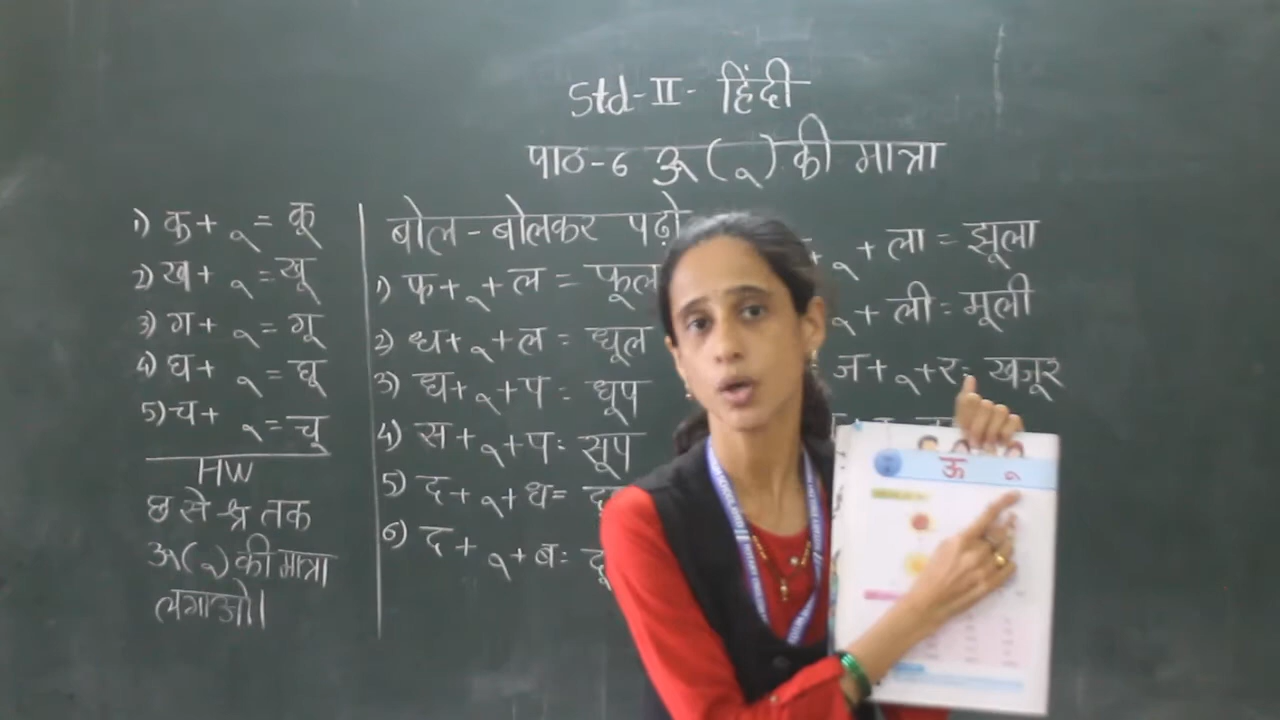 Std-II- हिंदी
पाठ-6 ऊ (ू) की मात्रा
1) क + ू = कू
2) ख + ू = खू
3) ग + ू = गू
4) घ + ू = घू
5) च + ू = चू
HW
छ से श्र तक
ऊ (ू) की मात्रा
लगाओ।
बोल-बोलकर पढ़ो
1) फ + ू + ल = फूल
2) ध + ू + ल = धूल
3) ध + ू + प = धूप
4) स + ू + प = सूप
5) द + ू + ध =
6) द + ू + ब =
+ ू + ला = झूला
ू + ली = मूली
ज + ू + र = खजूर
ऊ ू